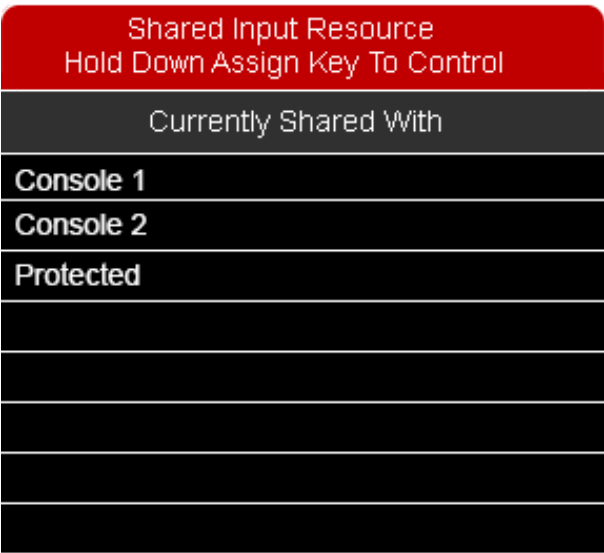 Shared Input Resource
Hold Down Assign Key To Control
Currently Shared With
Console 1
Console 2
Protected